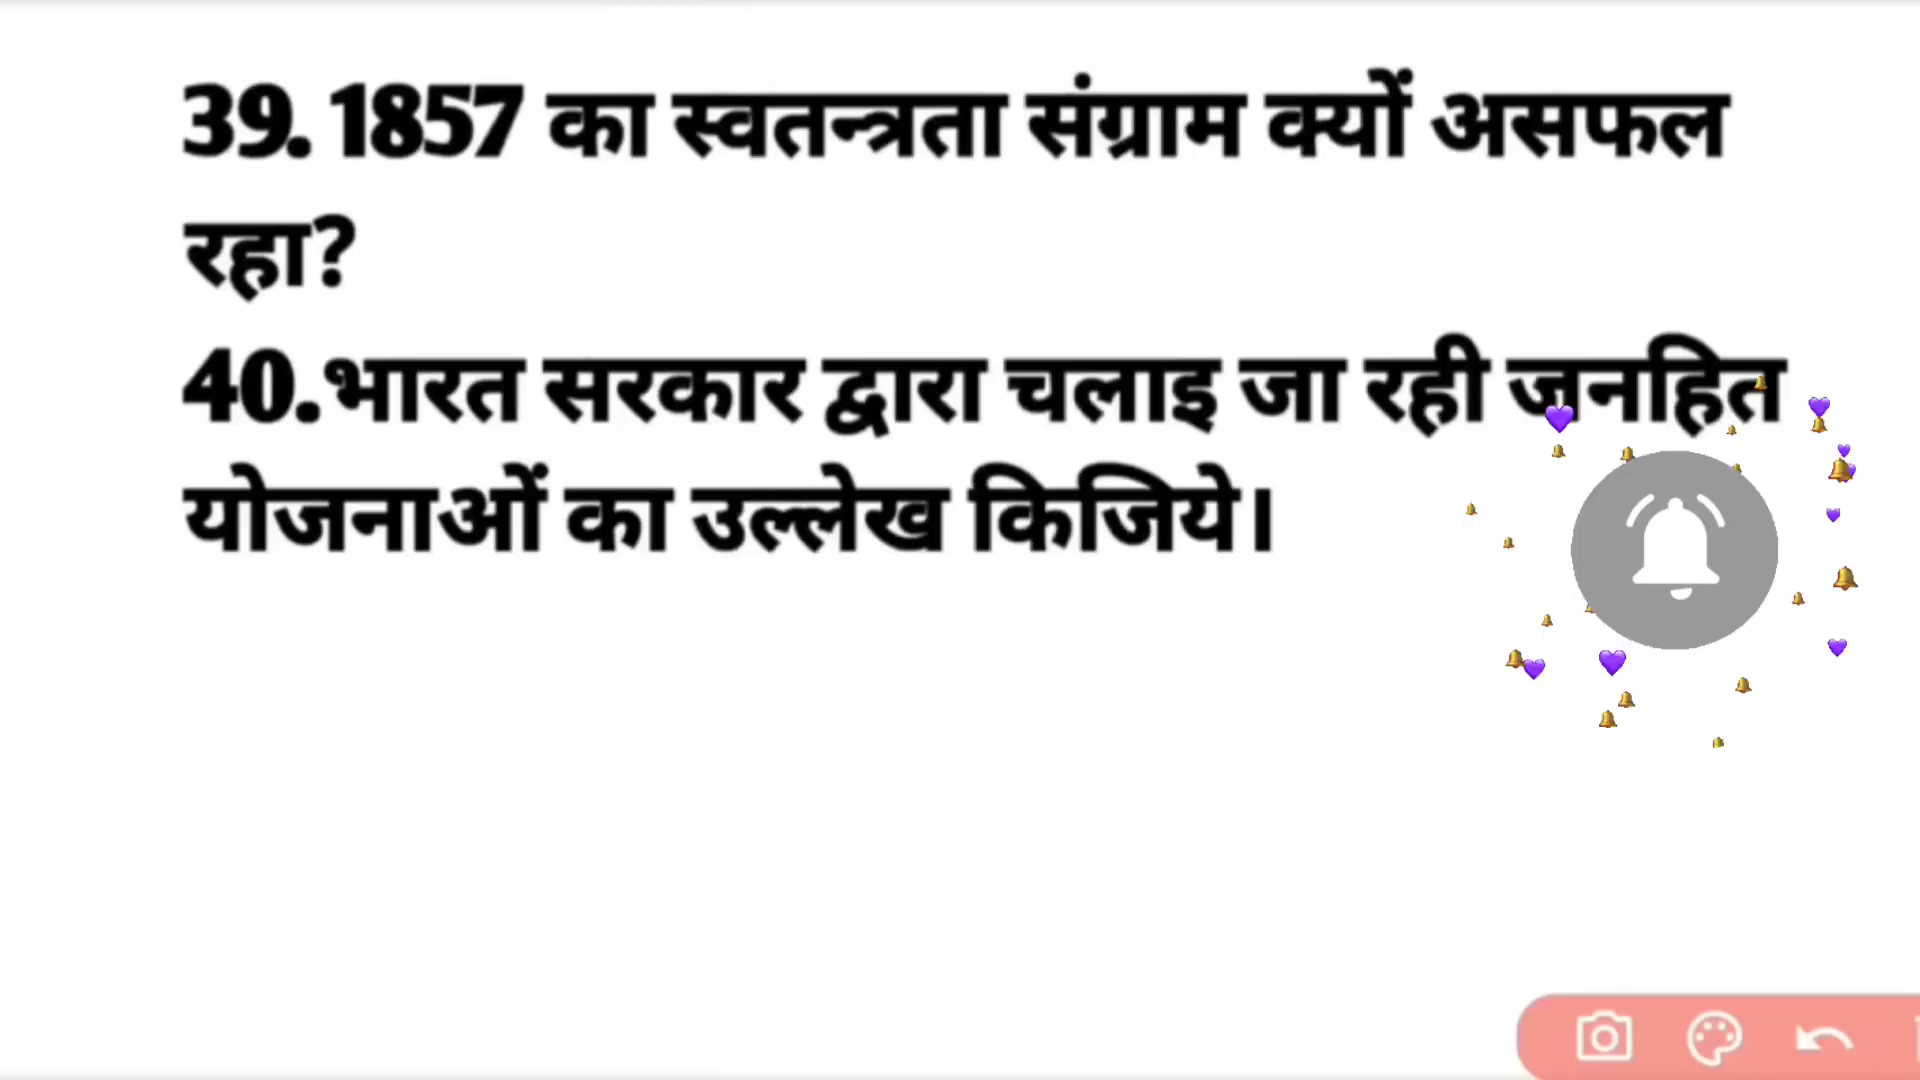 39. 1857 का स्वतन्त्रता संग्राम क्यों असफल
रहा?
40.भारत सरकार द्वारा चलाइ जा रही जनहित
योजनाओं का उल्लेख किजिये।